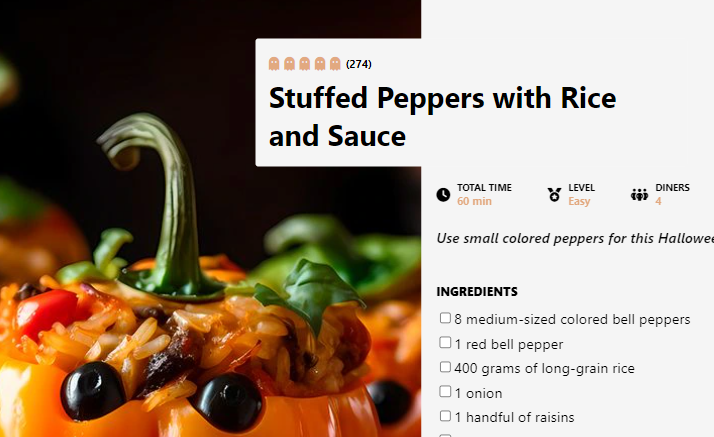 (274)
Stuffed Peppers with Rice
and Sauce
TOTAL TIME
60 min
LEVEL
Easy
DINERS
4
Use small colored peppers for this
INGREDIENTS
8 medium-sized colored bell peppers
1 red bell pepper
400 grams of long-grain rice
1 onion
1 handful of raisins